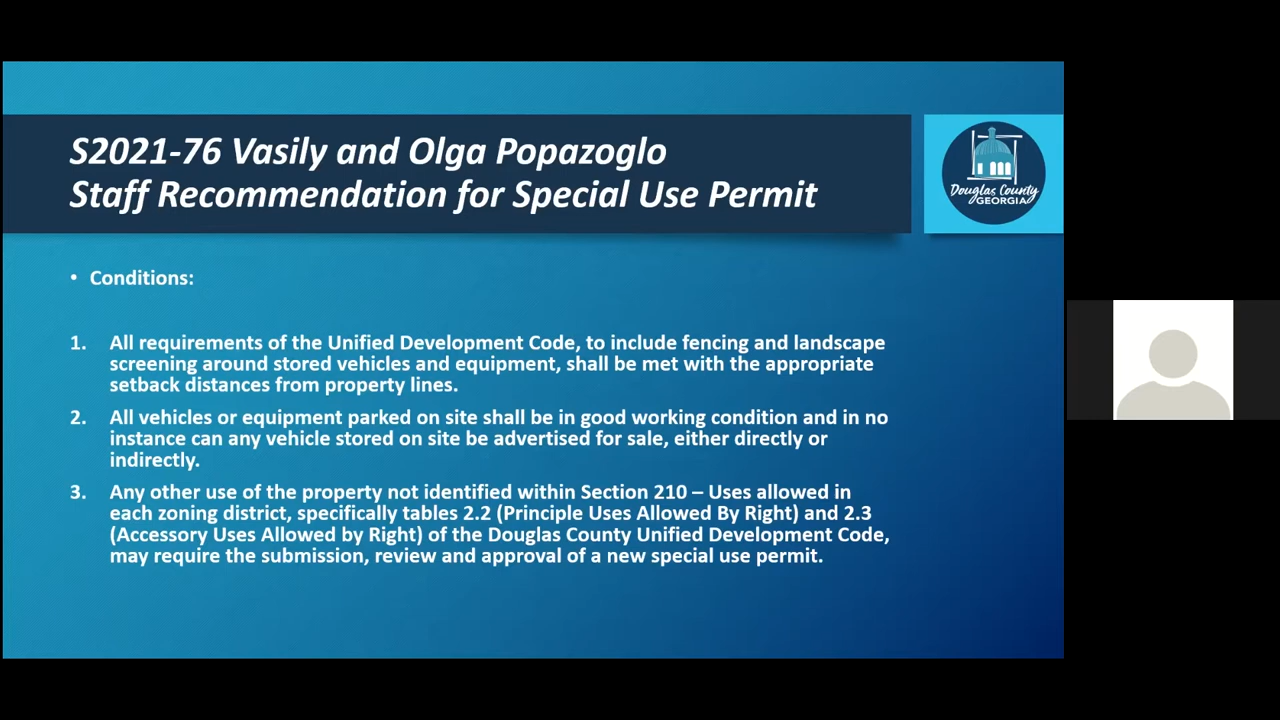 S2021-76 Vasily and Olga Popazoglo
Staff Recommendation for Special Use Permit
Douglas County
GEORGIA
• Conditions:
1. All requirements of the Unified Development Code, to include fencing and landscape
screening around stored vehicles and equipment, shall be met with the appropriate
setback distances from property lines.
2. All vehicles or equipment parked on site shall be in good working condition and in no
instance can any vehicle stored on site be advertised for sale, either directly or
indirectly.
3. Any other use of the property not identified within Section 210 – Uses allowed in
each zoning district, specifically tables 2.2 (Principle Uses Allowed By Right) and 2.3
(Accessory Uses Allowed by Right) of the Douglas County Unified Development Code,
may require the submission, review and approval of a new special use permit.